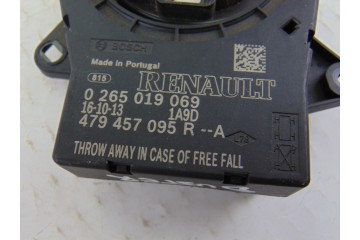 BOSCH
Made in Portugal
815
RENAULT
0 265 019 069
16-10-13 1A9D
479 457 095 R --A
THROW AWAY IN CASE OF FREE FALL